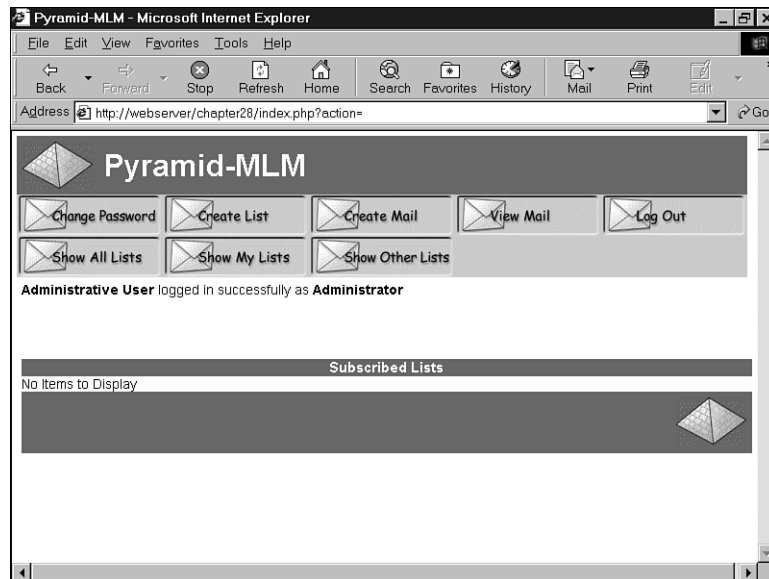 Pyramid-MLM - Microsoft Internet Explorer
File Edit View Favorites Tools Help
Back Forward Stop Refresh Home Search Favorites History Mail Print Edit
Address http://webserver/chapter28/index.php?action= Go
Pyramid-MLM
Change Password Create List Create Mail View Mail Log Out
Show All Lists Show My Lists Show Other Lists
Administrative User logged in successfully as Administrator
Subscribed Lists
No Items to Display